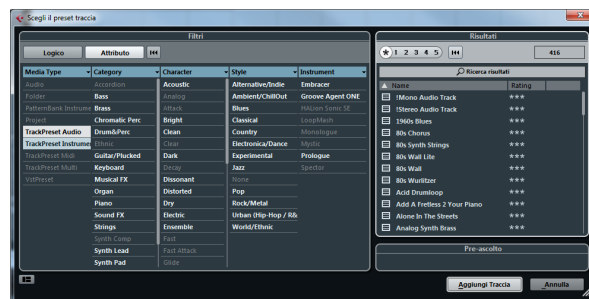 Scegli il preset traccia
Filtri
Logico Attributo
Media Type Category Character Style Instrument
Audio Accordion Acoustic Alternative/Indie Embracer
Folder Bass Analog Ambient/ChillOut Groove Agent ONE
PatternBank Instrume Brass Attack Blues HALion Sonic SE
Project Chromatic Perc Bright Classical LoopMash
TrackPreset Audio Drum&Perc Clean Country Monologue
TrackPreset Instrume Ethnic Clear Electronica/Dance Mystic
TrackPreset Midi Guitar/Plucked Dark Experimental Prologue
TrackPreset Multi Keyboard Decay Jazz Spector
VstPreset Musical FX Dissonant None
Organ Distorted Pop
Piano Dry Rock/Metal
Sound FX Electric Urban (Hip-Hop / R&
Strings Ensemble World/Ethnic
Synth Comp Fast
Synth Lead Fast Attack
Synth Pad Glide
Risultati
1 2 3 4 5 416
Ricerca risultati
Name Rating
!Mono Audio Track ***
!Stereo Audio Track ***
1960s Blues ***
80s Chorus ***
80s Synth Strings ***
80s Wall Lite ***
80s Wall ***
80s Wurlitzer ***
Acid Drumloop ***
Add A Fretless 2 Your Piano ***
Alone In The Streets ***
Analog Synth Brass ***
Pre-ascolto
Aggiungi Traccia Annulla